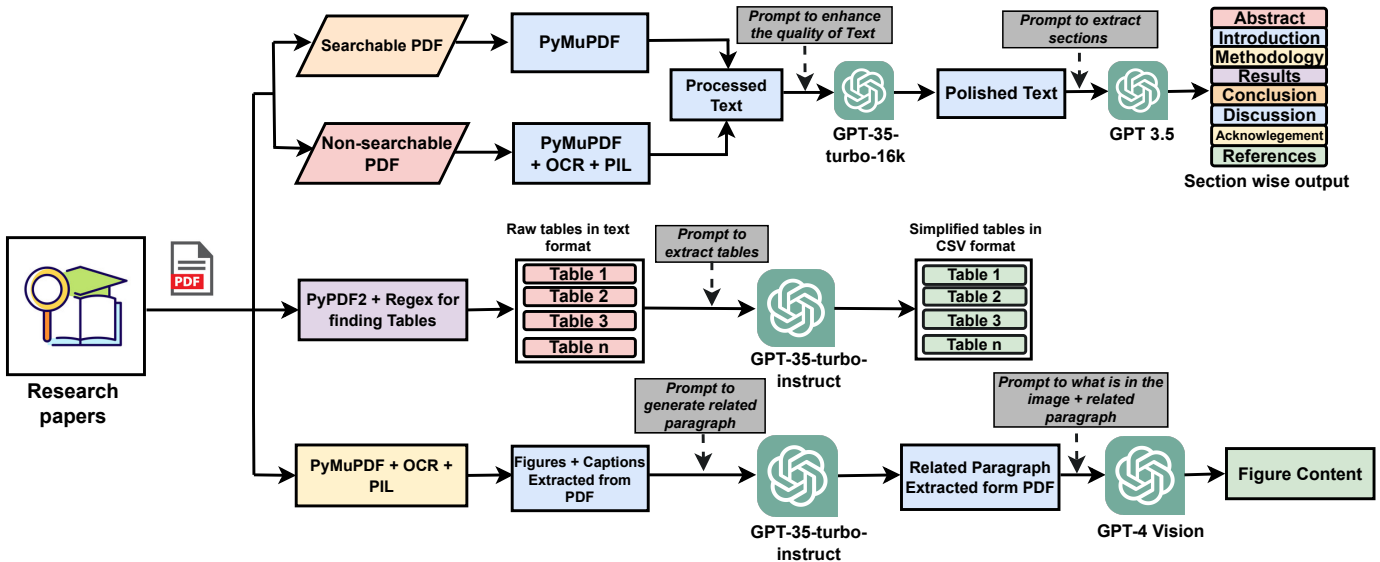 Searchable PDF
PyMuPDF
Non-searchable
PDF
PyMuPDF
+ OCR + PIL
Processed
Text
Prompt to enhance
the quality of Text
GPT-35-
turbo-16k
Polished Text
Prompt to extract
sections
GPT 3.5
Abstract
Introduction
Methodology
Results
Conclusion
Discussion
Acknowlegement
References
Section wise output
Research
papers
PDF
PyPDF2 + Regex for
finding Tables
Raw tables in text
format
Table 1
Table 2
Table 3
Table n
Prompt to
extract tables
GPT-35-turbo-
instruct
Simplified tables in
CSV format
Table 1
Table 2
Table 3
Table n
PyMuPDF + OCR +
PIL
Figures + Captions
Extracted from
PDF
Prompt to
generate related
paragraph
GPT-35-turbo-
instruct
Related Paragraph
Extracted form PDF
Prompt to what is in the
image + related
paragraph
GPT-4 Vision
Figure Content